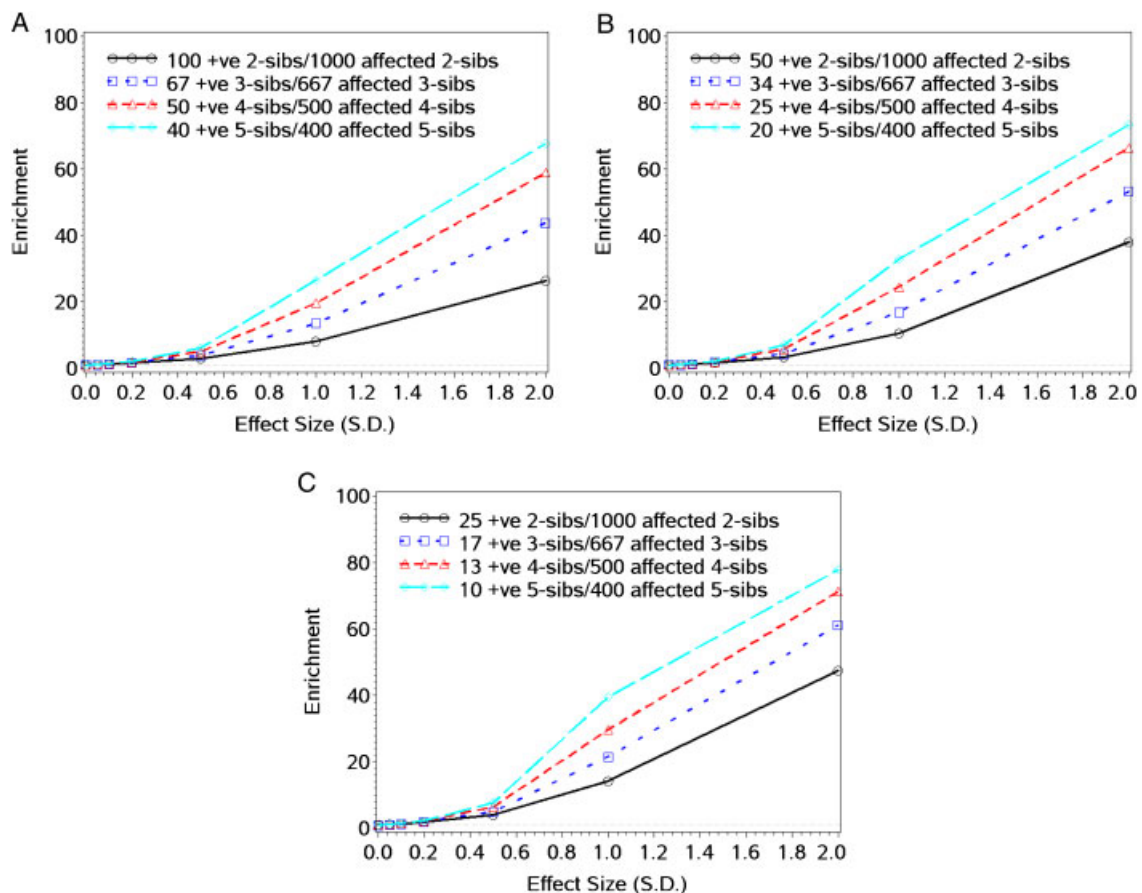 A
100
80
60
40
20
0
Enrichment
100 +ve 2-sibs/1000 affected 2-sibs
67 +ve 3-sibs/667 affected 3-sibs
50 +ve 4-sibs/500 affected 4-sibs
40 +ve 5-sibs/400 affected 5-sibs
0.0 0.2 0.4 0.6 0.8 1.0 1.2 1.4 1.6 1.8 2.0
Effect Size (S.D.)
B
100
80
60
40
20
0
Enrichment
50 +ve 2-sibs/1000 affected 2-sibs
34 +ve 3-sibs/667 affected 3-sibs
25 +ve 4-sibs/500 affected 4-sibs
20 +ve 5-sibs/400 affected 5-sibs
0.0 0.2 0.4 0.6 0.8 1.0 1.2 1.4 1.6 1.8 2.0
Effect Size (S.D.)
C
100
80
60
40
20
0
Enrichment
25 +ve 2-sibs/1000 affected 2-sibs
17 +ve 3-sibs/667 affected 3-sibs
13 +ve 4-sibs/500 affected 4-sibs
10 +ve 5-sibs/400 affected 5-sibs
0.0 0.2 0.4 0.6 0.8 1.0 1.2 1.4 1.6 1.8 2.0
Effect Size (S.D.)